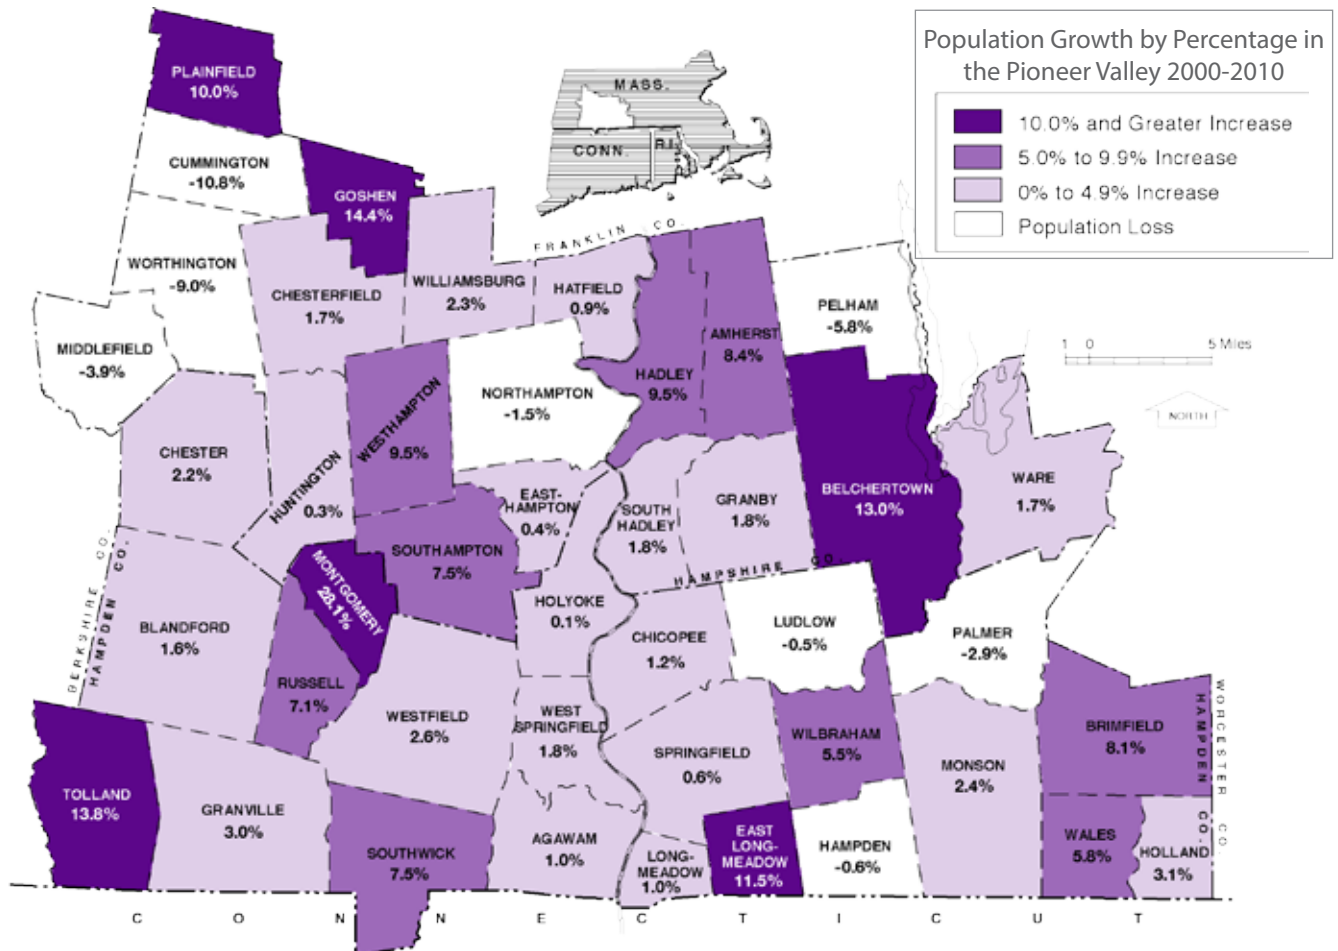 Population Growth by Percentage in
the Pioneer Valley 2000-2010
10.0% and Greater Increase
5.0% to 9.9% Increase
0% to 4.9% Increase
Population Loss
MASS.
CONN.
R.I.
PLAINFIELD
10.0%
CUMMINGTON
-10.8%
GOSHEN
14.4%
FRANKLIN CO.
WORTHINGTON
-9.0%
CHESTERFIELD
1.7%
WILLIAMSBURG
2.3%
HATFIELD
0.9%
PELHAM
-5.8%
AMHERST
8.4%
1 0 5 Miles
MIDDLEFIELD
-3.9%
HADLEY
9.5%
NORTHAMPTON
-1.5%
NORTH
WESTHAMPTON
9.5%
CHESTER
2.2%
HUNTINGTON
0.3%
EAST-
HAMPTON
0.4%
SOUTH
HADLEY
1.8%
GRANBY
1.8%
BELCHERTOWN
13.0%
WARE
1.7%
SOUTHAMPTON
7.5%
HAMPSHIRE CO.
BERKSHIRE CO.
HAMPDEN CO.
MONTGOMERY
28.1%
HOLYOKE
0.1%
BLANDFORD
1.6%
CHICOPEE
1.2%
LUDLOW
-0.5%
PALMER
-2.9%
RUSSELL
7.1%
WESTFIELD
2.6%
WEST
SPRINGFIELD
1.8%
SPRINGFIELD
0.6%
WILBRAHAM
5.5%
MONSON
2.4%
BRIMFIELD
8.1%
HAMPDEN CO.
WORCESTER CO.
TOLLAND
13.8%
GRANVILLE
3.0%
SOUTHWICK
7.5%
AGAWAM
1.0%
LONG-
MEADOW
1.0%
EAST
LONG-
MEADOW
11.5%
HAMPDEN
-0.6%
WALES
5.8%
HOLLAND
3.1%
CONNECTICUT